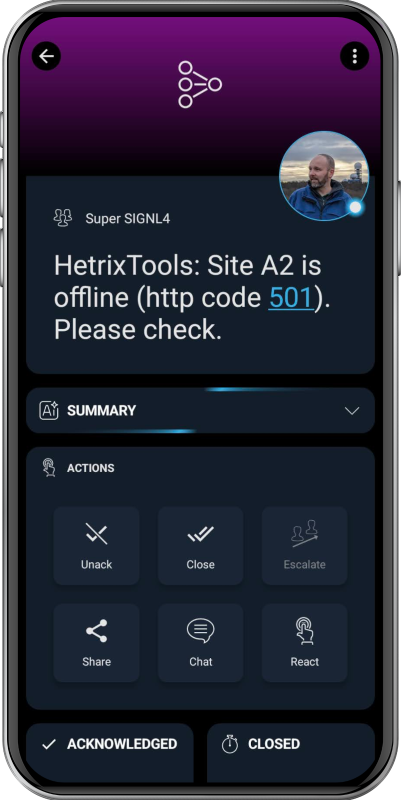 Super SIGNL4
HetrixTools: Site A2 is
offline (http code 501).
Please check.
AI SUMMARY
ACTIONS
Unack
Close
Escalate
Share
Chat
React
ACKNOWLEDGED
CLOSED